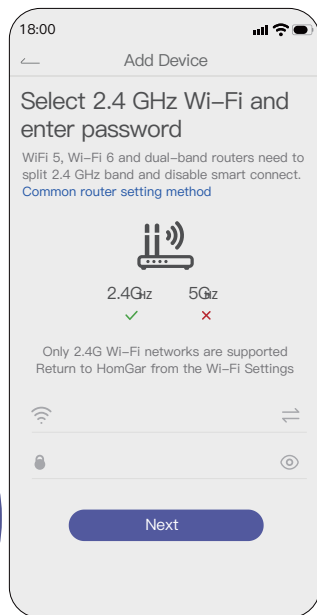 18:00
Add Device
Select 2.4 GHz Wi-Fi and
enter password
WiFi 5, Wi-Fi 6 and dual-band routers need to
split 2.4 GHz band and disable smart connect.
Common router setting method
2.4GHz 5GHz
Only 2.4G Wi-Fi networks are supported
Return to HomGar from the Wi-Fi Settings
Next